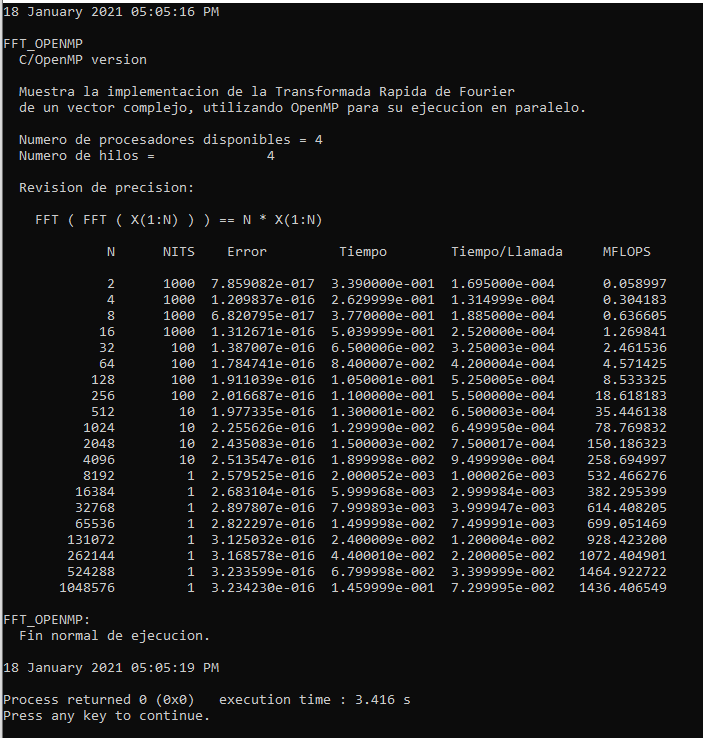 18 January 2021 05:05:16 PM
FFT_OPENMP
C/OpenMP version
Muestra la implementacion de la Transformada Rapida de Fourier
de un vector complejo, utilizando OpenMP para su ejecucion en paralelo.
Numero de procesadores disponibles = 4
Numero de hilos = 4
Revision de precision:
FFT ( FFT ( X(1:N) ) ) == N * X(1:N)
N NITS Error Tiempo Tiempo/Llamada MFLOPS
2 1000 7.859082e-017 3.390000e-001 1.695000e-004 0.058997
4 1000 1.209837e-016 2.629999e-001 1.314999e-004 0.304183
8 1000 6.820795e-017 3.770000e-001 1.885000e-004 0.636605
16 1000 1.312671e-016 5.039999e-001 2.520000e-004 1.269841
32 100 1.387007e-016 6.500006e-002 3.250003e-004 2.461536
64 100 1.784741e-016 8.400007e-002 4.200004e-004 4.571425
128 100 1.911039e-016 1.050001e-001 5.250005e-004 8.533325
256 100 2.016687e-016 1.100000e-001 5.500000e-004 18.618183
512 10 1.977335e-016 1.300001e-002 6.500003e-004 35.446138
1024 10 2.255626e-016 1.299990e-002 6.499950e-004 78.769832
2048 10 2.435083e-016 1.500003e-002 7.500017e-004 150.186323
4096 10 2.513547e-016 1.899998e-002 9.499990e-004 258.694997
8192 1 2.579525e-016 2.000052e-003 1.000026e-003 532.466276
16384 1 2.683104e-016 5.999968e-003 2.999984e-003 382.295399
32768 1 2.897807e-016 7.999893e-003 3.999947e-003 614.408205
65536 1 2.822297e-016 1.499998e-002 7.499991e-003 699.051469
131072 1 3.125032e-016 2.400009e-002 1.200004e-002 928.423200
262144 1 3.168578e-016 4.400010e-002 2.200005e-002 1072.404901
524288 1 3.233599e-016 6.799998e-002 3.399999e-002 1464.922722
1048576 1 3.234230e-016 1.459999e-001 7.299995e-002 1436.406549
FFT_OPENMP:
Fin normal de ejecucion.
18 January 2021 05:05:19 PM
Process returned 0 (0x0) execution time : 3.416 s
Press any key to continue.